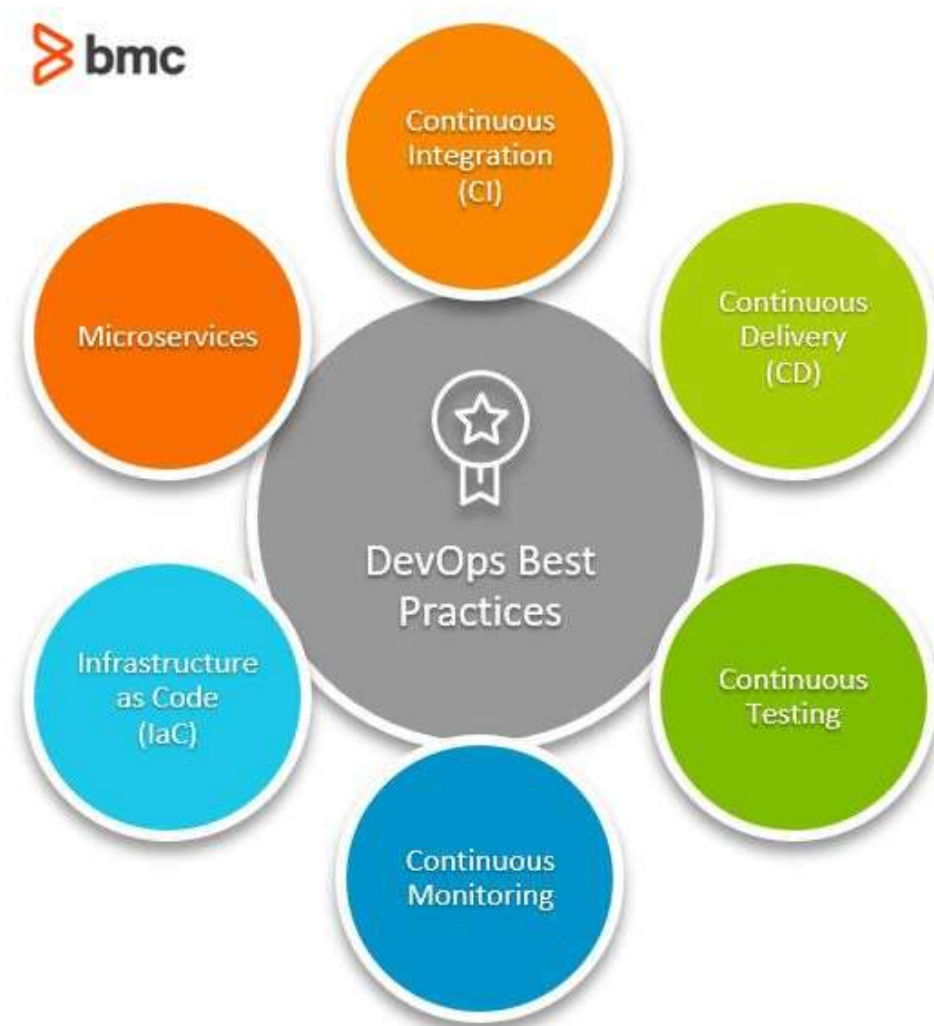 bmc
Continuous
Integration
(CI)
Continuous
Delivery
(CD)
Microservices
DevOps Best
Practices
Infrastructure
as Code
(IaC)
Continuous
Testing
Continuous
Monitoring